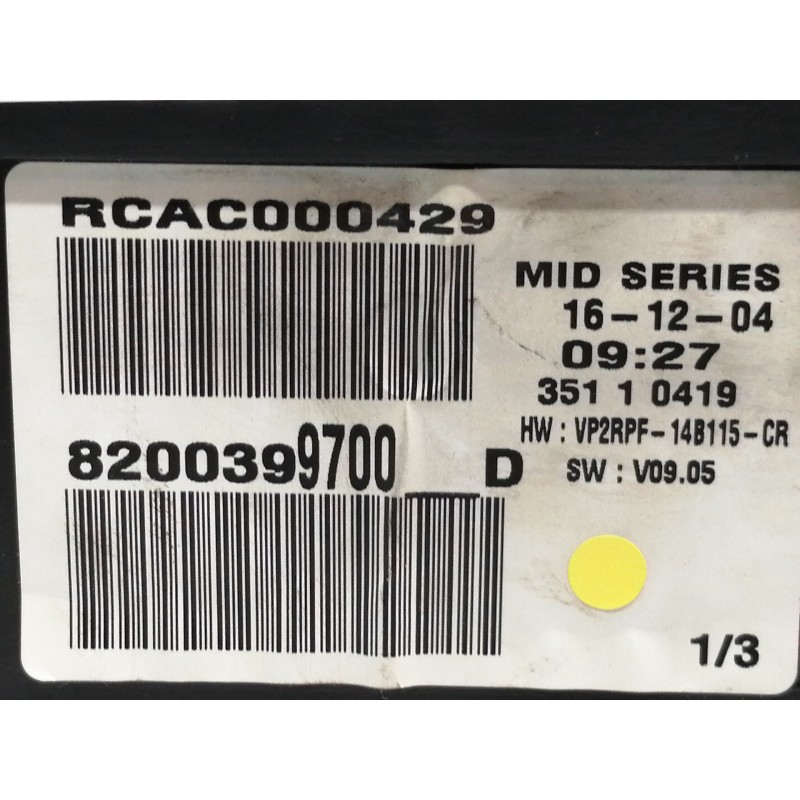 RCAC000429
MID SERIES
16-12-04
09:27
351 1 0419
HW : VP2RPF-14B115-CR
SW : V09.05
8200399700___D
1/3